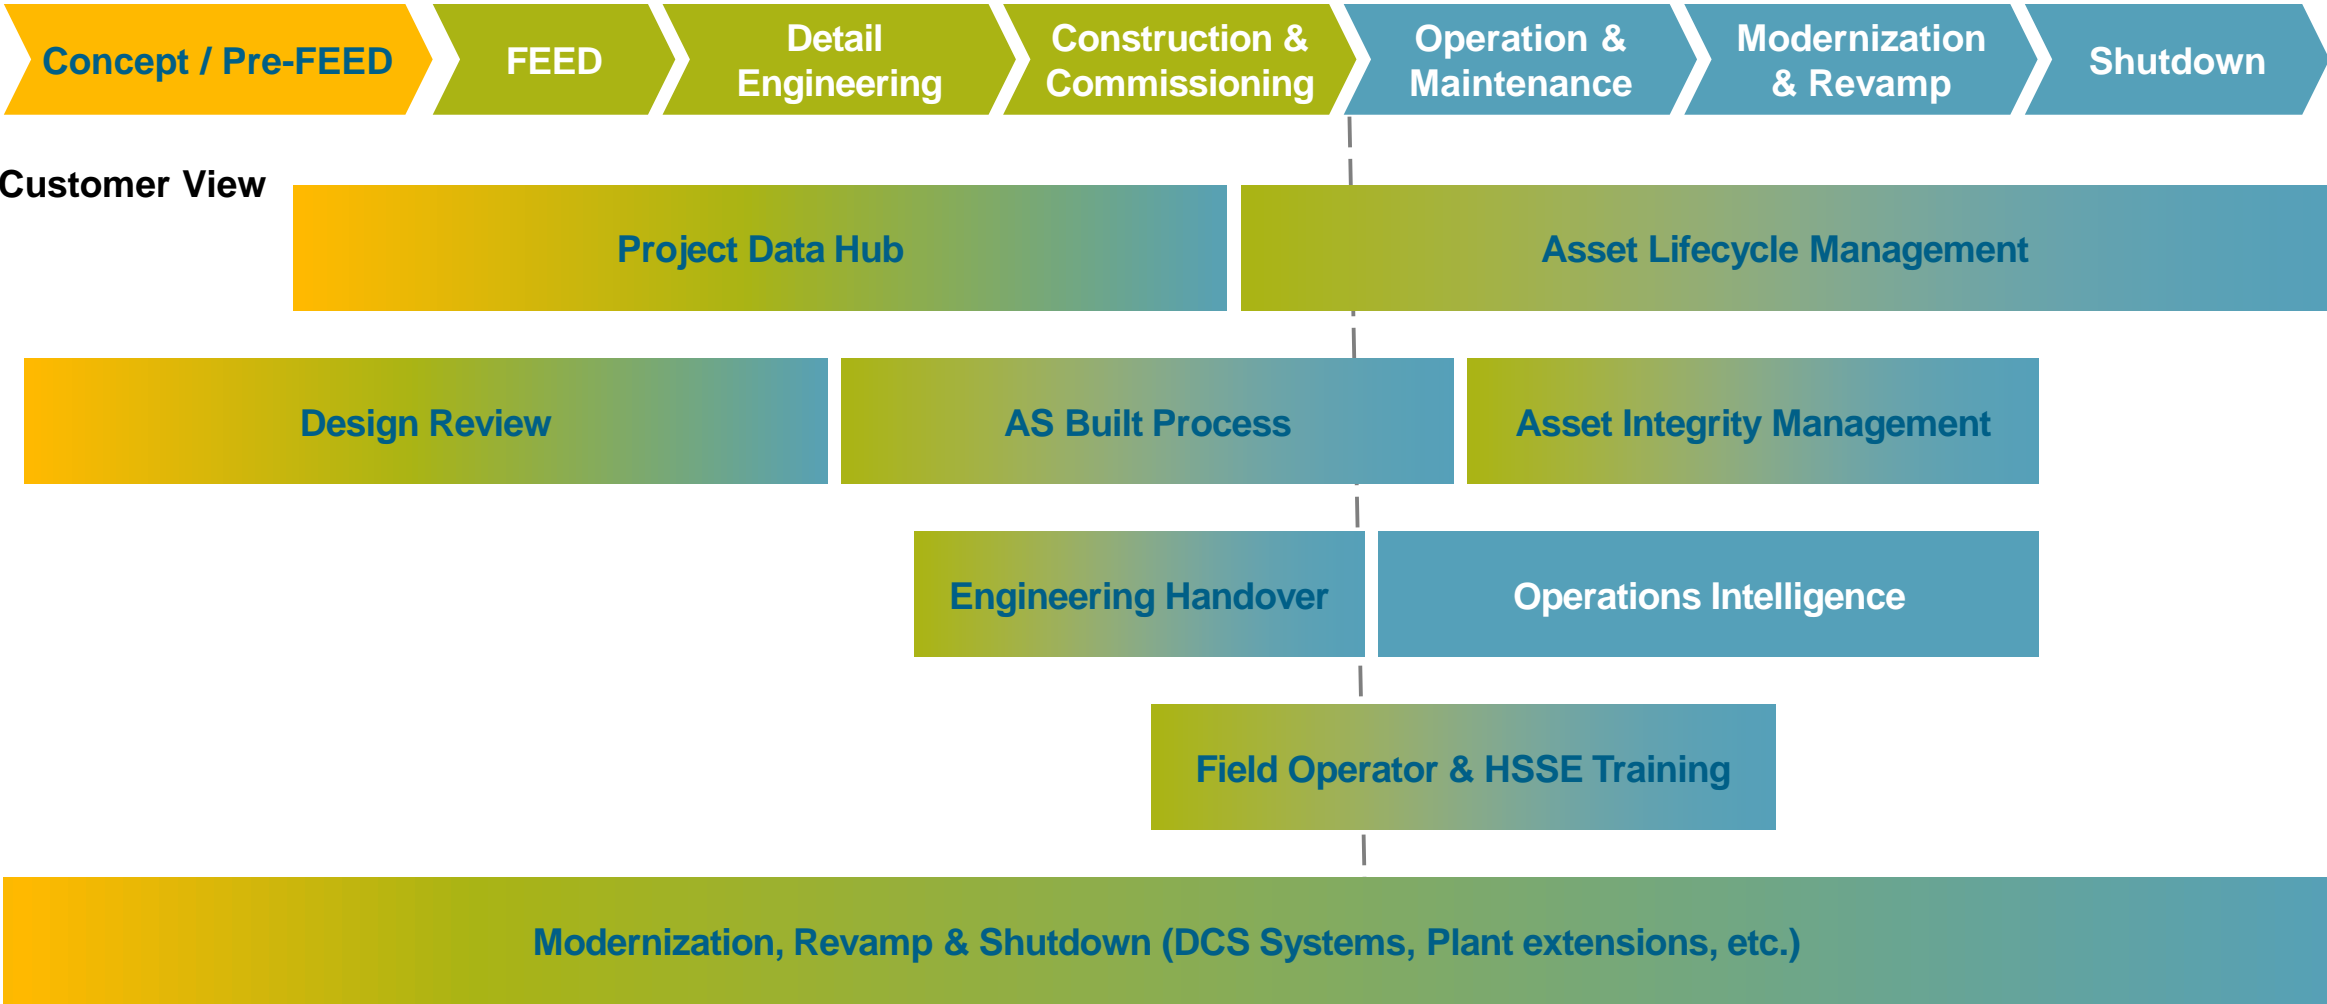 Concept / Pre-FEED
FEED
Detail
Engineering
Construction &
Commissioning
Operation &
Maintenance
Modernization
& Revamp
Shutdown
Customer View
Project Data Hub
Asset Lifecycle Management
Design Review
AS Built Process
Asset Integrity Management
Engineering Handover
Operations Intelligence
Field Operator & HSSE Training
Modernization, Revamp & Shutdown (DCS Systems, Plant extensions, etc.)